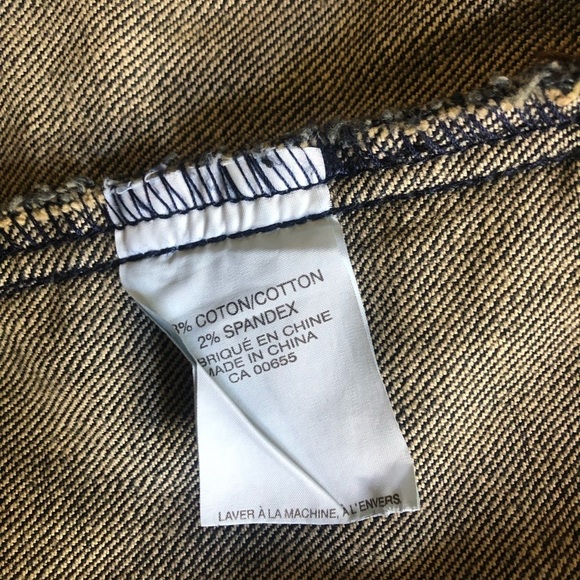 % COTON/COTTON
2% SPANDEX
BRIQUÉ EN CHINE
MADE IN CHINA
CA 00655
LAVER À LA MACHINE, À L'ENVERS